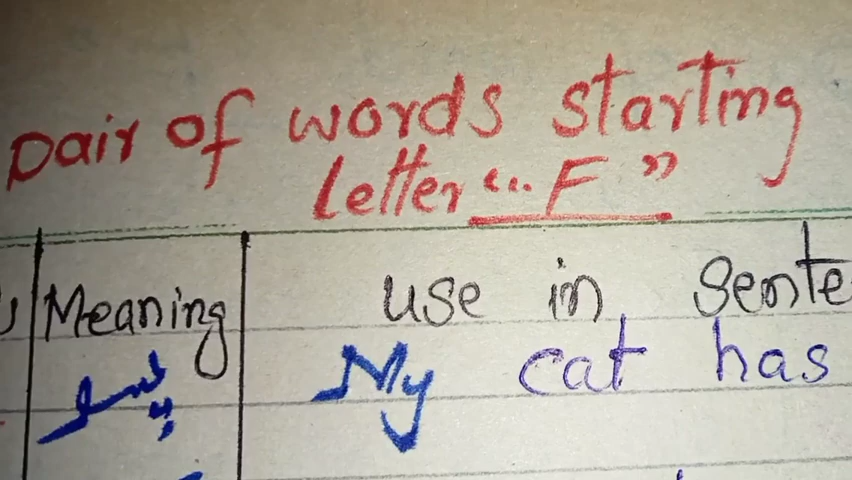 Pair of words starting
letter "F"
Meaning use in sente
پسو My cat has